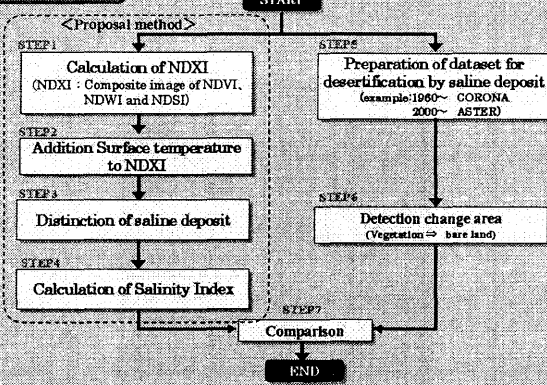 START
<Proposal method>
STEP1
Calculation of NDXI
(NDXI : Composite image of NDVI、
NDWI and NDSI)
STEP2
Addition Surface temperature
to NDXI
STEP3
Distinction of saline deposit
STEP4
Calculation of Salinity Index
STEP5
Preparation of dataset for
desertification by saline deposit
(example:1960～ CORONA
2000～ ASTER)
STEP6
Detection change area
(Vegetation⇒ bare land)
STEP7
Comparison
END